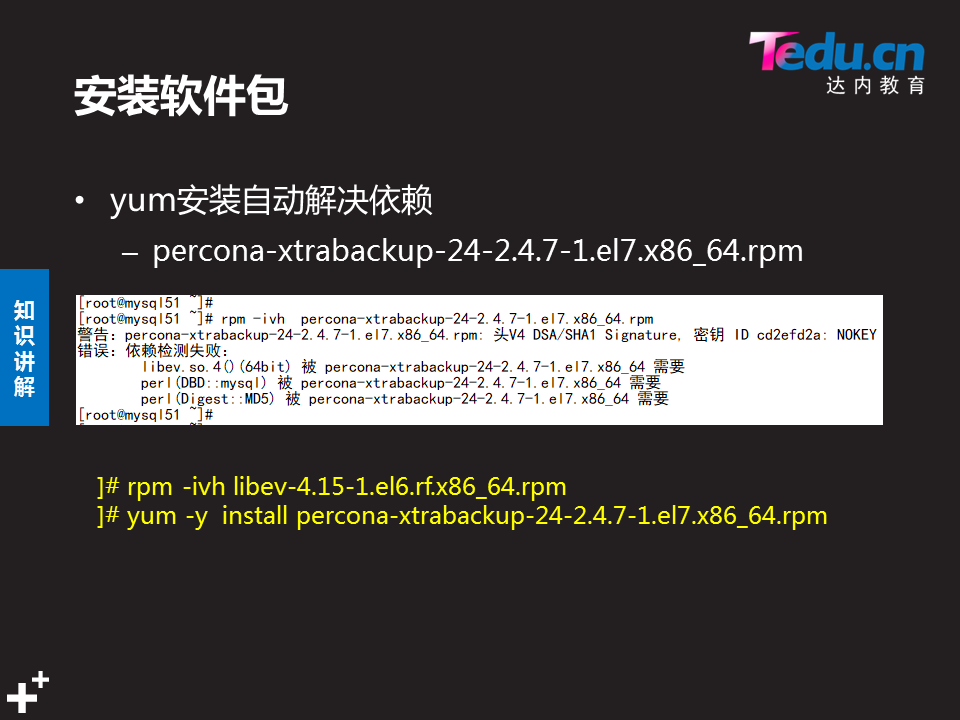 Tedu.cn
达内教育
安装软件包
• yum安装自动解决依赖
– percona-xtrabackup-24-2.4.7-1.el7.x86_64.rpm
知识讲解
[root@mysql51 ~]#
[root@mysql51 ~]# rpm -ivh  percona-xtrabackup-24-2.4.7-1.el7.x86_64.rpm
警告：percona-xtrabackup-24-2.4.7-1.el7.x86_64.rpm: 头V4 DSA/SHA1 Signature, 密钥 ID cd2efd2a: NOKEY
错误：依赖检测失败：
libev.so.4()(64bit) 被 percona-xtrabackup-24-2.4.7-1.el7.x86_64 需要
perl(DBD::mysql) 被 percona-xtrabackup-24-2.4.7-1.el7.x86_64 需要
perl(Digest::MD5) 被 percona-xtrabackup-24-2.4.7-1.el7.x86_64 需要
[root@mysql51 ~]#
]# rpm -ivh libev-4.15-1.el6.rf.x86_64.rpm
]# yum -y  install percona-xtrabackup-24-2.4.7-1.el7.x86_64.rpm